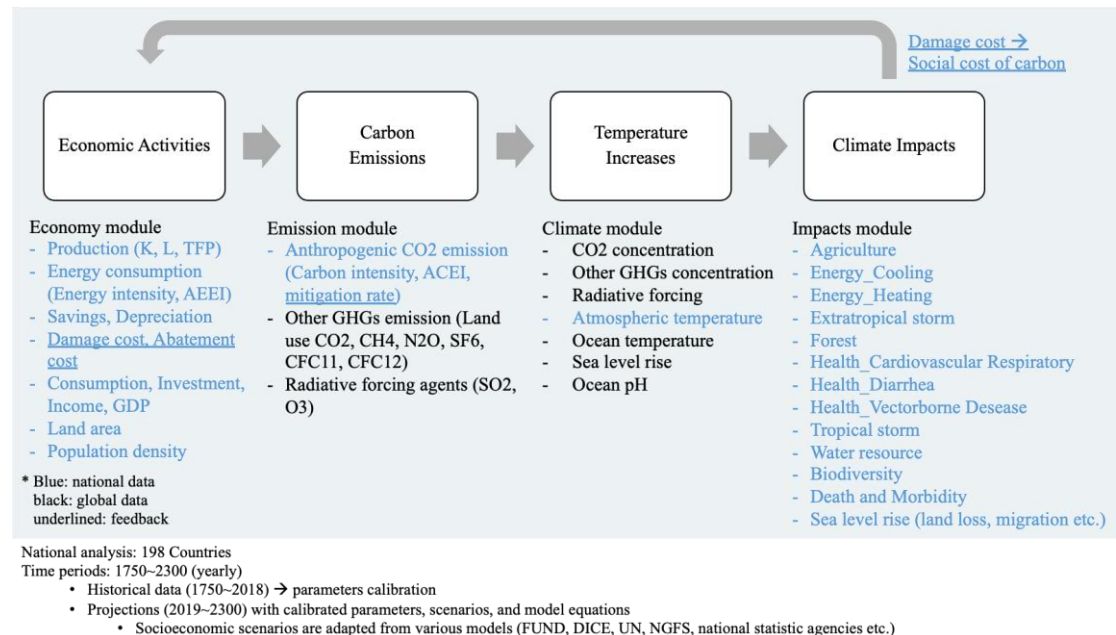 Damage cost →
Social cost of carbon
Economic Activities
Carbon
Emissions
Temperature
Increases
Climate Impacts
Economy module
- Production (K, L, TFP)
- Energy consumption
(Energy intensity, AEEI)
- Savings, Depreciation
- Damage cost, Abatement
cost
- Consumption, Investment,
Income, GDP
- Land area
- Population density
* Blue: national data
black: global data
underlined: feedback
Emission module
- Anthropogenic CO2 emission
(Carbon intensity, ACEI,
mitigation rate)
- Other GHGs emission (Land
use CO2, CH4, N2O, SF6,
CFC11, CFC12)
- Radiative forcing agents (SO2,
O3)
Climate module
- CO2 concentration
- Other GHGs concentration
- Radiative forcing
- Atmospheric temperature
- Ocean temperature
- Sea level rise
- Ocean pH
Impacts module
- Agriculture
- Energy_Cooling
- Energy_Heating
- Extratropical storm
- Forest
- Health_Cardiovascular Respiratory
- Health_Diarrhea
- Health_Vectorborne Desease
- Tropical storm
- Water resource
- Biodiversity
- Death and Morbidity
- Sea level rise (land loss, migration etc.)
National analysis: 198 Countries
Time periods: 1750~2300 (yearly)
• Historical data (1750~2018) → parameters calibration
• Projections (2019~2300) with calibrated parameters, scenarios, and model equations
• Socioeconomic scenarios are adapted from various models (FUND, DICE, UN, NGFS, national statistic agencies etc.)